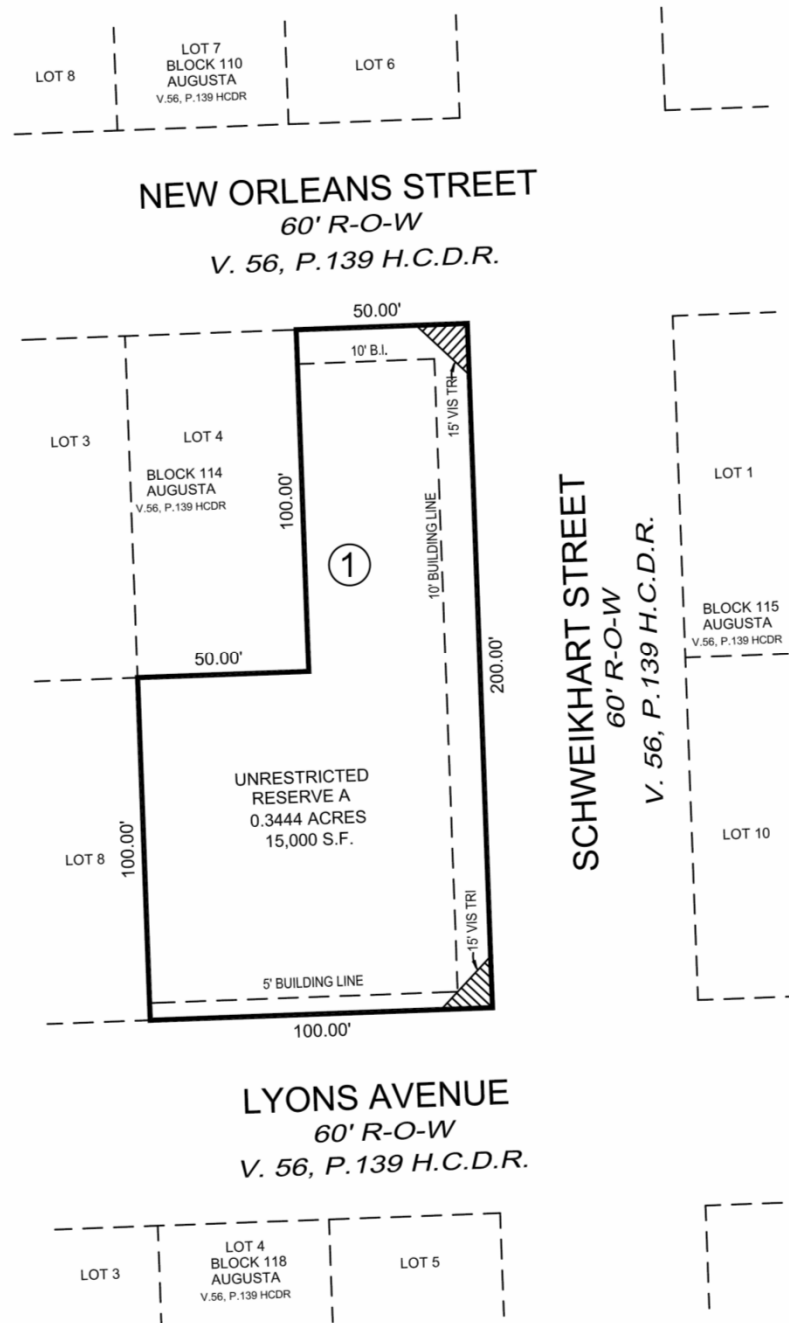 LOT 8
LOT 7
BLOCK 110
AUGUSTA
V.56, P.139 HCDR
LOT 6
NEW ORLEANS STREET
60' R-O-W
V. 56, P.139 H.C.D.R.
50.00'
10' B.I.
15' VIS TRI
LOT 3
LOT 4
BLOCK 114
AUGUSTA
V.56, P.139 HCDR
100.00'
1
10' BUILDING LINE
200.00'
50.00'
SCHWEIKHART STREET
60' R-O-W
V. 56, P.139 H.C.D.R.
LOT 1
BLOCK 115
AUGUSTA
V.56, P.139 HCDR
LOT 10
LOT 8
100.00'
UNRESTRICTED
RESERVE A
0.3444 ACRES
15,000 S.F.
15' VIS TRI
5' BUILDING LINE
100.00'
LYONS AVENUE
60' R-O-W
V. 56, P.139 H.C.D.R.
LOT 3
LOT 4
BLOCK 118
AUGUSTA
V.56, P.139 HCDR
LOT 5